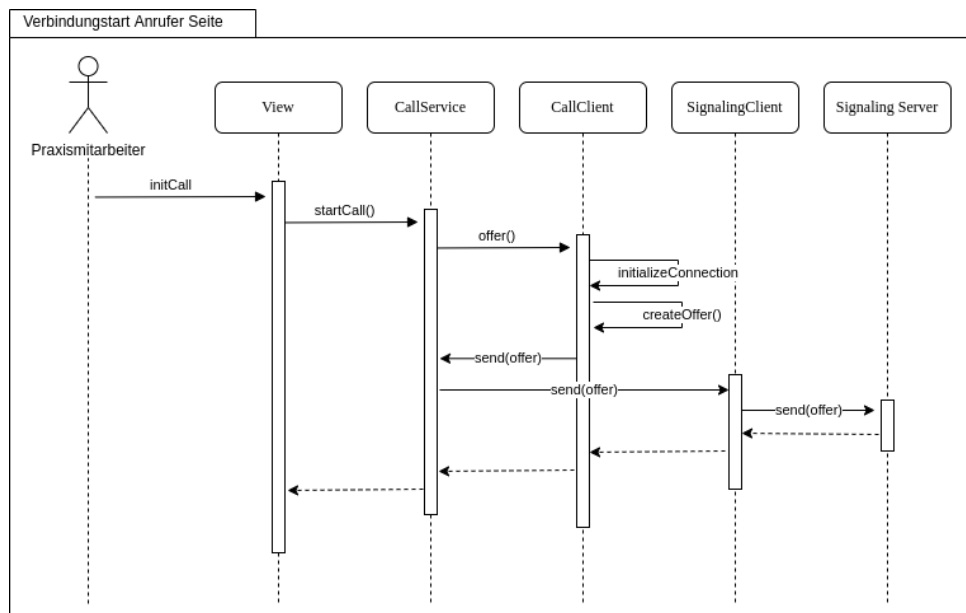 Verbindungstart Anrufer Seite
Praxismitarbeiter
View
CallService
CallClient
SignalingClient
Signaling Server
initCall
startCall()
offer()
initializeConnection
createOffer()
send(offer)
send(offer)
send(offer)